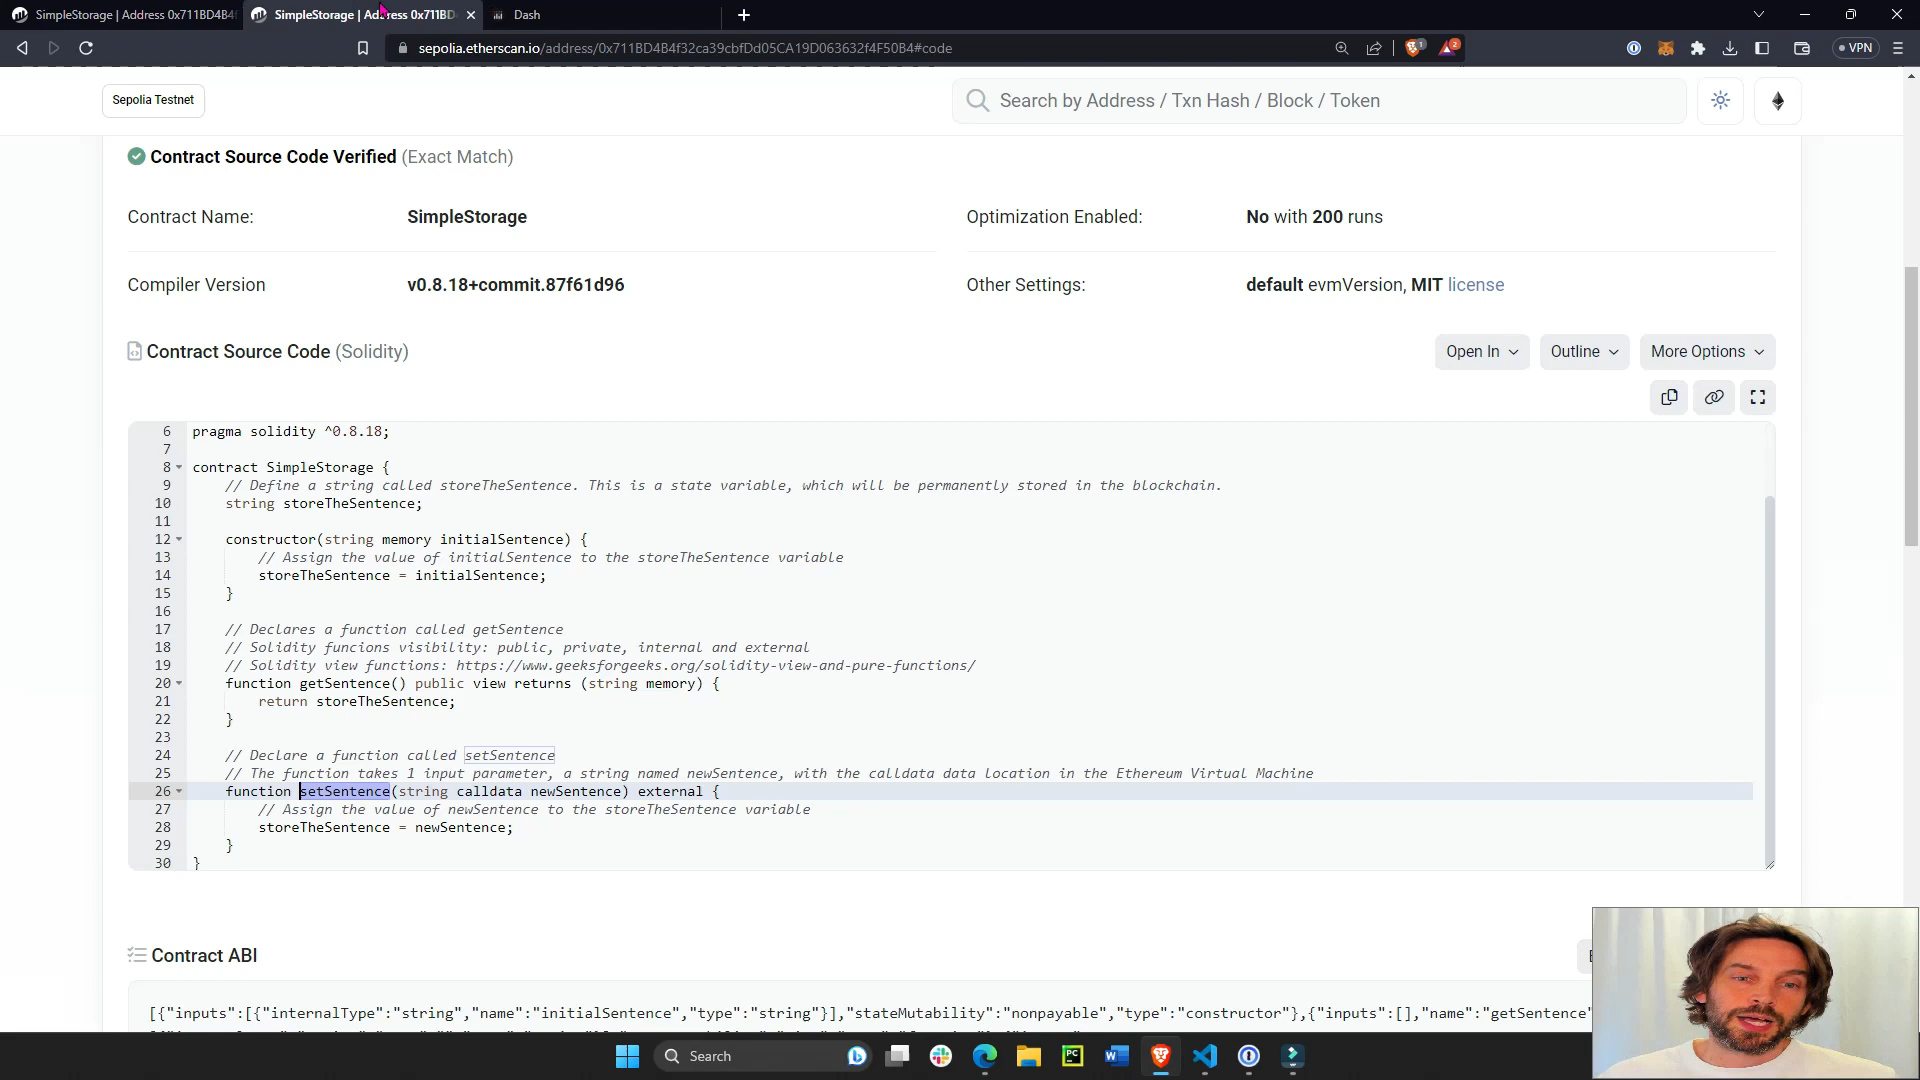 SimpleStorage | Address 0x711BD4B4f
SimpleStorage | Address 0x711BD
Dash
sepolia.etherscan.io/address/0x711BD4B4f32ca39cbfDd05CA19D063632f4F50B4#code
1
2
VPN
Sepolia Testnet
Search by Address / Txn Hash / Block / Token
Contract Source Code Verified (Exact Match)
Contract Name: SimpleStorage
Optimization Enabled: No with 200 runs
Compiler Version v0.8.18+commit.87f61d96
Other Settings: default evmVersion, MIT license
Contract Source Code (Solidity)
Open In
Outline
More Options
6 pragma solidity ^0.8.18;
7
8 contract SimpleStorage {
9 // Define a string called storeTheSentence. This is a state variable, which will be permanently stored in the blockchain.
10 string storeTheSentence;
11
12 constructor(string memory initialSentence) {
13 // Assign the value of initialSentence to the storeTheSentence variable
14 storeTheSentence = initialSentence;
15 }
16
17 // Declares a function called getSentence
18 // Solidity funcions visibility: public, private, internal and external
19 // Solidity view functions: https://www.geeksforgeeks.org/solidity-view-and-pure-functions/
20 function getSentence() public view returns (string memory) {
21 return storeTheSentence;
22 }
23
24 // Declare a function called setSentence
25 // The function takes 1 input parameter, a string named newSentence, with the calldata data location in the Ethereum Virtual Machine
26 function setSentence(string calldata newSentence) external {
27 // Assign the value of newSentence to the storeTheSentence variable
28 storeTheSentence = newSentence;
29 }
30 }
Contract ABI
[{"inputs":[{"internalType":"string","name":"initialSentence","type":"string"}],"stateMutability":"nonpayable","type":"constructor"},{"inputs":[],"name":"getSentence"
Search